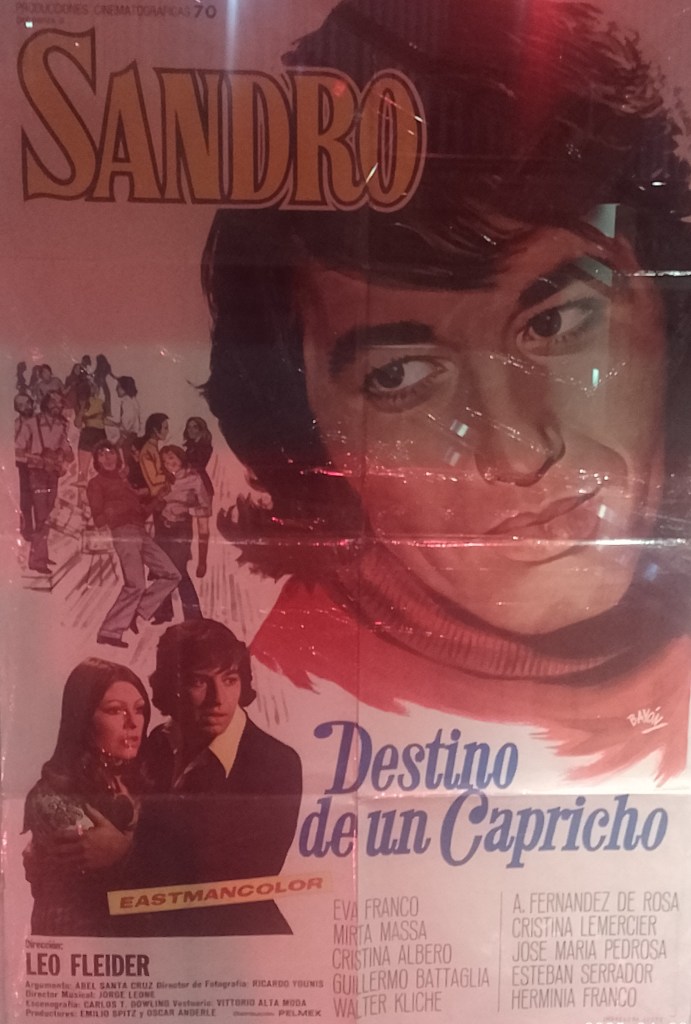 PRODUCCIONES CINEMATOGRAFICAS 70
SANDRO
BAYÓN
Destino
de un Capricho
EASTMANCOLOR
Dirección:
LEO FLEIDER
Argumento: ABEL SANTA CRUZ Director de Fotografía: RICARDO YOUNIS
Director Musical: JORGE LEONE
Escenografía: CARLOS T. DOWLING Vestuario: VITTORIO ALTA MODA
Productores: EMILIO SPITZ y OSCAR ANDERLE Distribución: PELMEX
EVA FRANCO
MIRTA MASSA
CRISTINA ALBERO
GUILLERMO BATTAGLIA
WALTER KLICHE
A. FERNANDEZ DE ROSA
CRISTINA LEMERCIER
JOSE MARIA PEDROSA
ESTEBAN SERRADOR
HERMINIA FRANCO